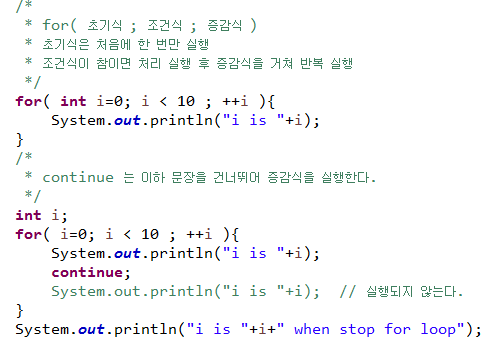 /*
 * for( 초기식 ; 조건식 ; 증감식 )
 * 초기식은 처음에 한 번만 실행
 * 조건식이 참이면 처리 실행 후 증감식을 거쳐 반복 실행
 */
for( int i=0; i < 10 ; ++i ){
    System.out.println("i is "+i);
}
/*
 * continue 는 이하 문장을 건너뛰어 증감식을 실행한다.
 */
int i;
for( i=0; i < 10 ; ++i ){
    System.out.println("i is "+i);
    continue;
    System.out.println("i is "+i);  // 실행되지 않는다.
}
System.out.println("i is "+i+" when stop for loop");